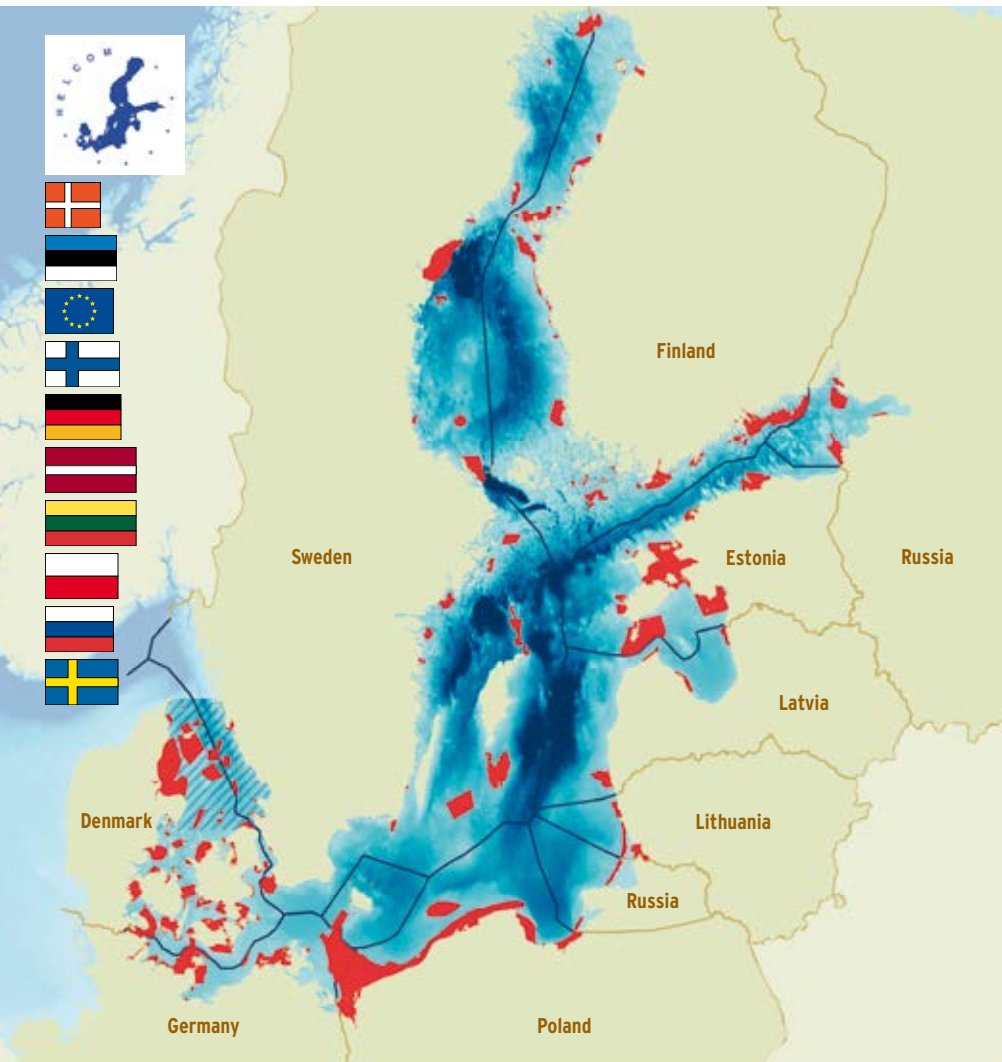 HELCOM
Finland
Sweden
Estonia
Russia
Latvia
Denmark
Lithuania
Russia
Germany
Poland